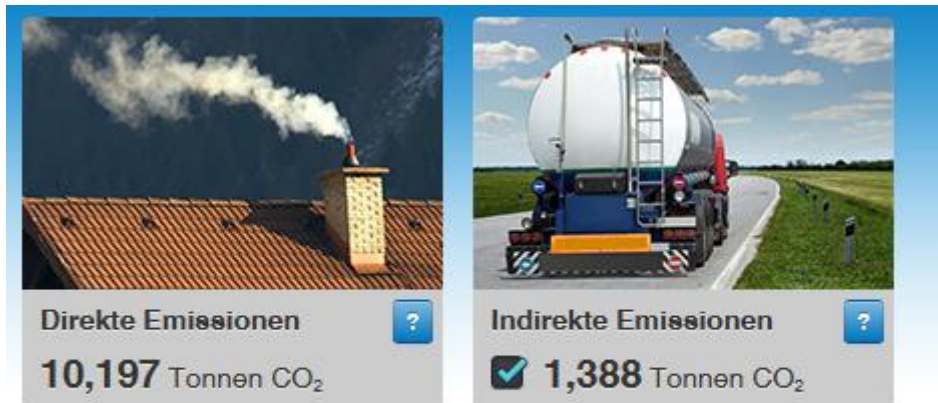 Direkte Emissionen
?
Indirekte Emissionen
?
10,197 Tonnen CO₂
1,388 Tonnen CO₂